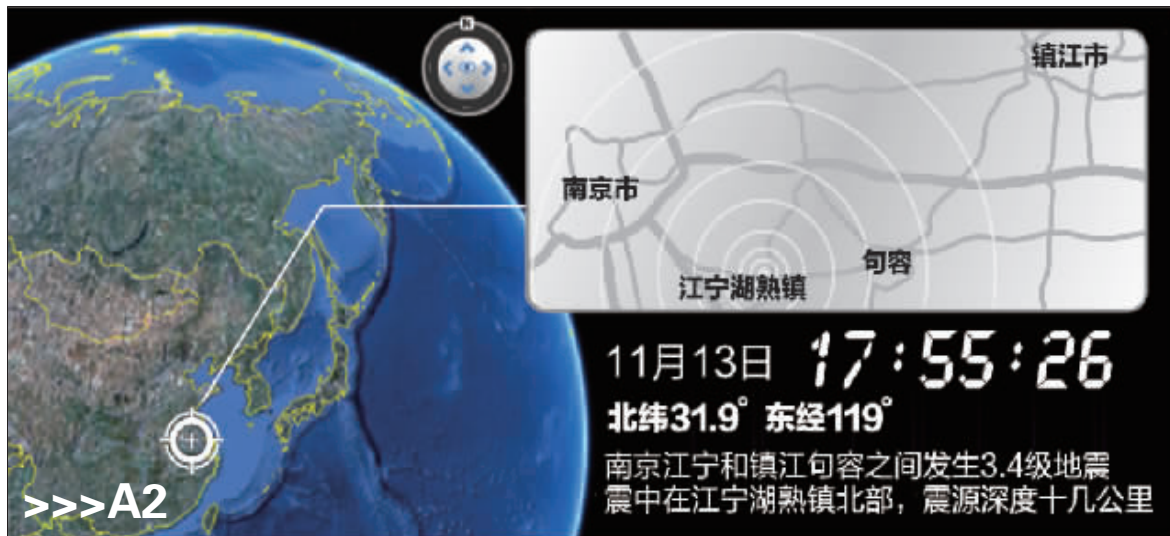 N
镇江市
南京市
句容
江宁湖熟镇
11月13日 17:55:26
北纬31.9° 东经119°
南京江宁和镇江句容之间发生3.4级地震
震中在江宁湖熟镇北部，震源深度十几公里
>>>A2